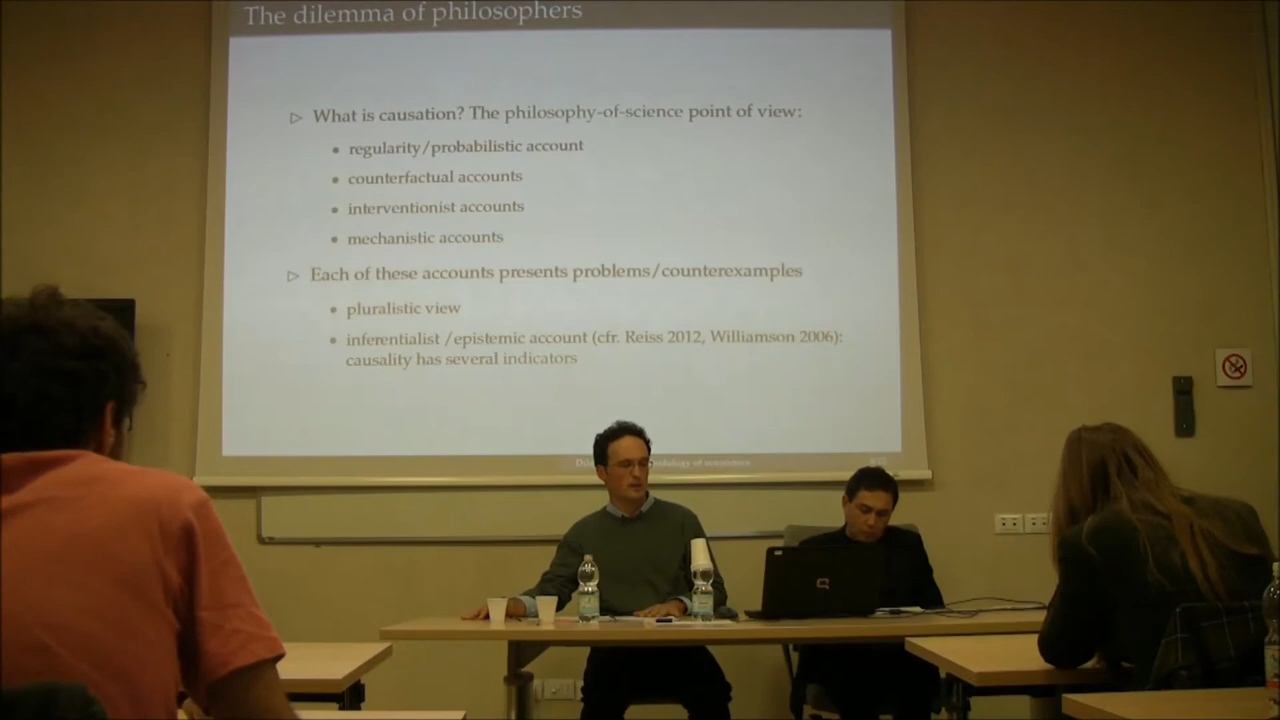 The dilemma of philosophers
▷ What is causation? The philosophy-of-science point of view:
• regularity/probabilistic account
• counterfactual accounts
• interventionist accounts
• mechanistic accounts
▷ Each of these accounts presents problems/counterexamples
• pluralistic view
• inferentialist /epistemic account (cfr. Reiss 2012, Williamson 2006):
causality has several indicators